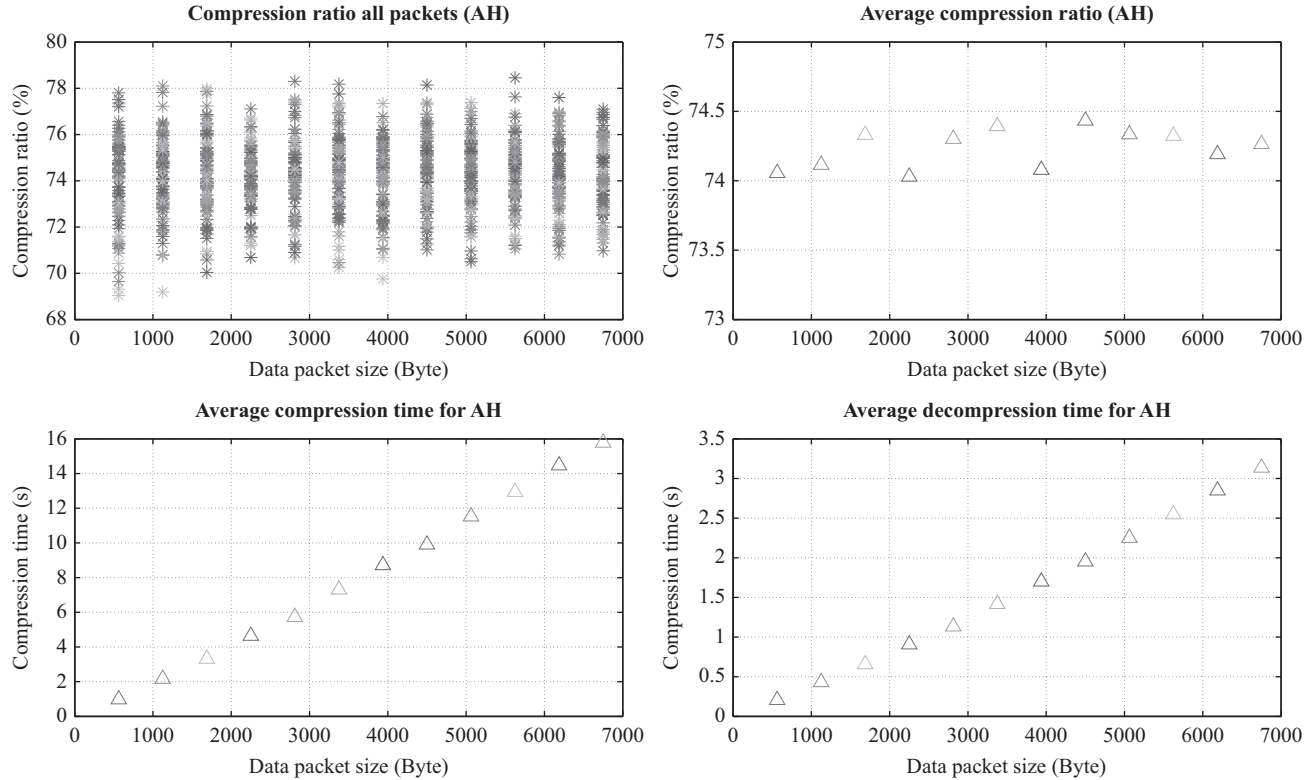 Compression ratio all packets (AH)
80
78
76
74
72
70
68
Compression ratio (%)
0 1000 2000 3000 4000 5000 6000 7000
Data packet size (Byte)
Average compression ratio (AH)
75
74.5
74
73.5
73
Compression ratio (%)
0 1000 2000 3000 4000 5000 6000 7000
Data packet size (Byte)
Average compression time for AH
16
14
12
10
8
6
4
2
0
Compression time (s)
0 1000 2000 3000 4000 5000 6000 7000
Data packet size (Byte)
Average decompression time for AH
3.5
3
2.5
2
1.5
1
0.5
0
Compression time (s)
0 1000 2000 3000 4000 5000 6000 7000
Data packet size (Byte)